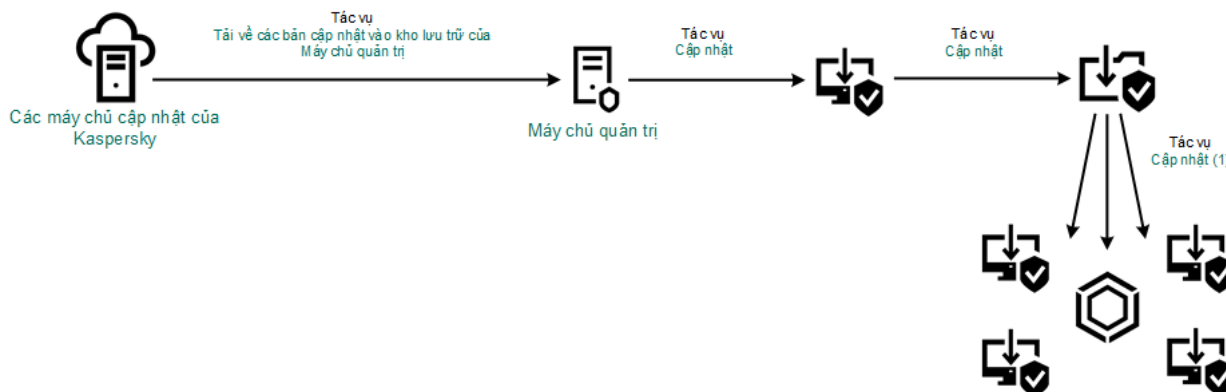 Tác vụ
Tải về các bản cập nhật vào kho lưu trữ của
Máy chủ quản trị
Tác vụ
Cập nhật
Tác vụ
Cập nhật
Các máy chủ cập nhật của
Kaspersky
Máy chủ quản trị
Tác vụ
Cập nhật (1)